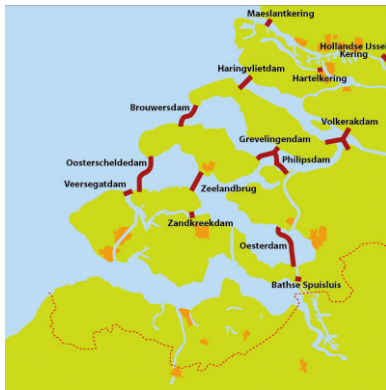 Maeslantkering
Hollandse IJssel
Kering
Haringvlietdam
Hartelkering
Brouwersdam
Volkerakdam
Grevelingendam
Oosterscheldedam
Philipsdam
Veersegatdam
Zeelandbrug
Zandkreekdam
Oesterdam
Bathse Spuisluis